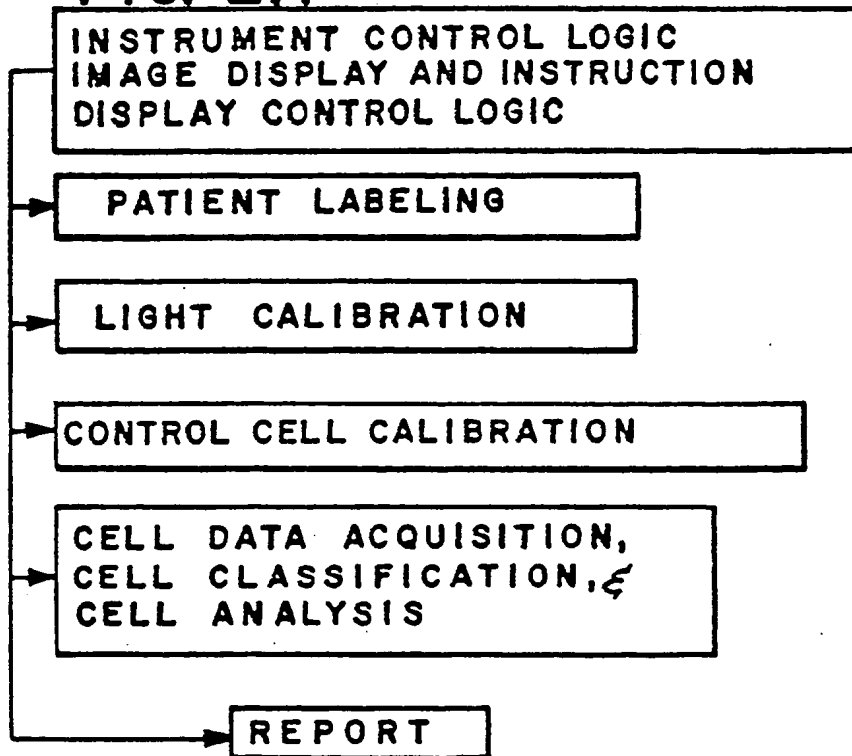 INSTRUMENT CONTROL LOGIC
IMAGE DISPLAY AND INSTRUCTION
DISPLAY CONTROL LOGIC
PATIENT LABELING
LIGHT CALIBRATION
CONTROL CELL CALIBRATION
CELL DATA ACQUISITION,
CELL CLASSIFICATION, &
CELL ANALYSIS
REPORT